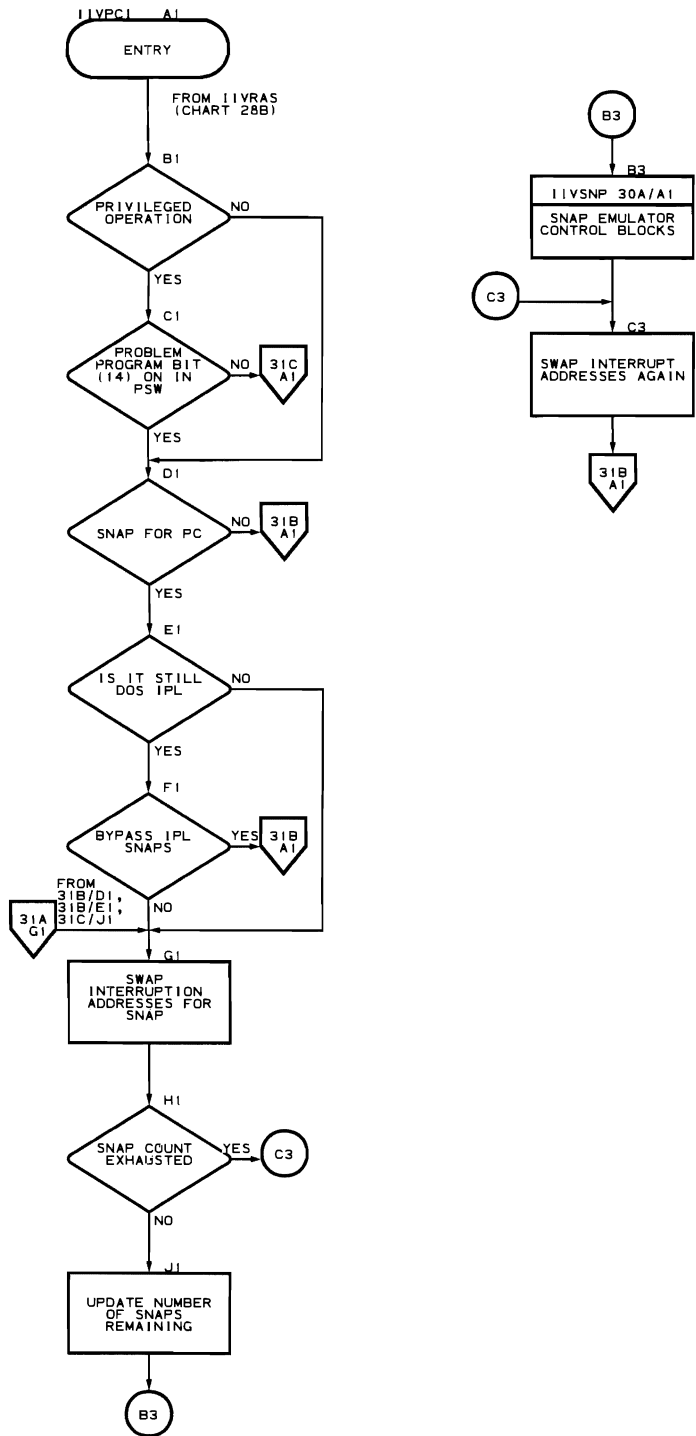 IIVPCI A1
ENTRY
FROM IIVRAS
(CHART 28B)
B1
PRIVILEGED
OPERATION
NO
YES
C1
PROBLEM
PROGRAM BIT
(14) ON IN
PSW
NO
31C
A1
YES
D1
SNAP FOR PC
NO
31B
A1
YES
E1
IS IT STILL
DOS IPL
NO
YES
F1
BYPASS IPL
SNAPS
YES
31B
A1
NO
FROM
31B/D1,
31B/E1,
31C/J1
31A
G1
G1
SWAP
INTERRUPTION
ADDRESSES FOR
SNAP
H1
SNAP COUNT
EXHAUSTED
YES
C3
NO
J1
UPDATE NUMBER
OF SNAPS
REMAINING
B3
B3
B3
IIVSNP 30A/A1
SNAP EMULATOR
CONTROL BLOCKS
C3
C3
SWAP INTERRUPT
ADDRESSES AGAIN
31B
A1